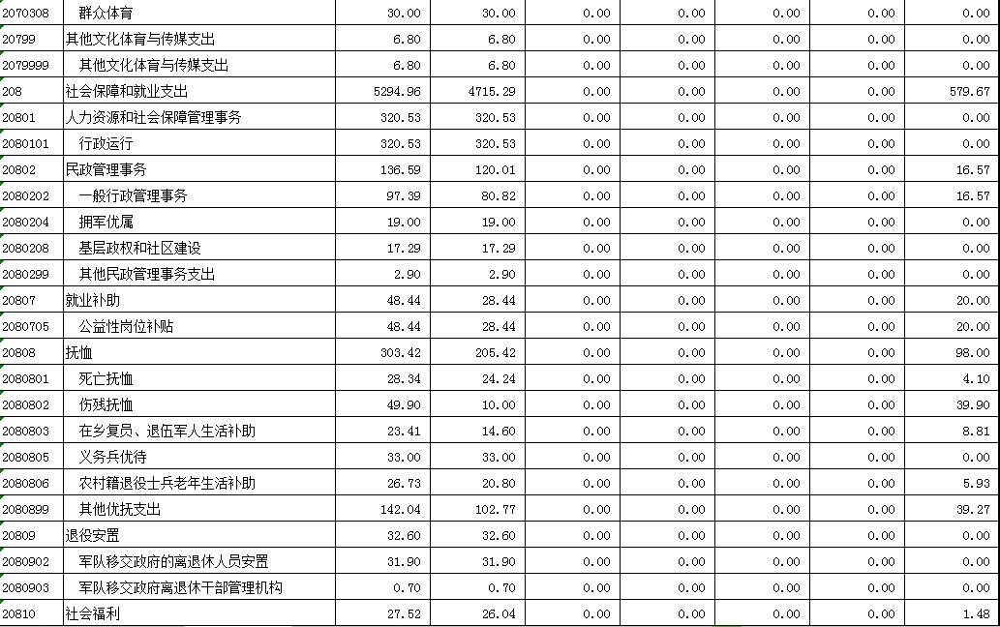 2070308 群众体育 30.00 30.00 0.00 0.00 0.00 0.00 0.00
20799 其他文化体育与传媒支出 6.80 6.80 0.00 0.00 0.00 0.00 0.00
2079999 其他文化体育与传媒支出 6.80 6.80 0.00 0.00 0.00 0.00 0.00
208 社会保障和就业支出 5294.96 4715.29 0.00 0.00 0.00 0.00 579.67
20801 人力资源和社会保障管理事务 320.53 320.53 0.00 0.00 0.00 0.00 0.00
2080101 行政运行 320.53 320.53 0.00 0.00 0.00 0.00 0.00
20802 民政管理事务 136.59 120.01 0.00 0.00 0.00 0.00 16.57
2080202 一般行政管理事务 97.39 80.82 0.00 0.00 0.00 0.00 16.57
2080204 拥军优属 19.00 19.00 0.00 0.00 0.00 0.00 0.00
2080208 基层政权和社区建设 17.29 17.29 0.00 0.00 0.00 0.00 0.00
2080299 其他民政管理事务支出 2.90 2.90 0.00 0.00 0.00 0.00 0.00
20807 就业补助 48.44 28.44 0.00 0.00 0.00 0.00 20.00
2080705 公益性岗位补贴 48.44 28.44 0.00 0.00 0.00 0.00 20.00
20808 抚恤 303.42 205.42 0.00 0.00 0.00 0.00 98.00
2080801 死亡抚恤 28.34 24.24 0.00 0.00 0.00 0.00 4.10
2080802 伤残抚恤 49.90 10.00 0.00 0.00 0.00 0.00 39.90
2080803 在乡复员、退伍军人生活补助 23.41 14.60 0.00 0.00 0.00 0.00 8.81
2080805 义务兵优待 33.00 33.00 0.00 0.00 0.00 0.00 0.00
2080806 农村籍退役士兵老年生活补助 26.73 20.80 0.00 0.00 0.00 0.00 5.93
2080899 其他优抚支出 142.04 102.77 0.00 0.00 0.00 0.00 39.27
20809 退役安置 32.60 32.60 0.00 0.00 0.00 0.00 0.00
2080902 军队移交政府的离退休人员安置 31.90 31.90 0.00 0.00 0.00 0.00 0.00
2080903 军队移交政府离退休干部管理机构 0.70 0.70 0.00 0.00 0.00 0.00 0.00
20810 社会福利 27.52 26.04 0.00 0.00 0.00 0.00 1.48